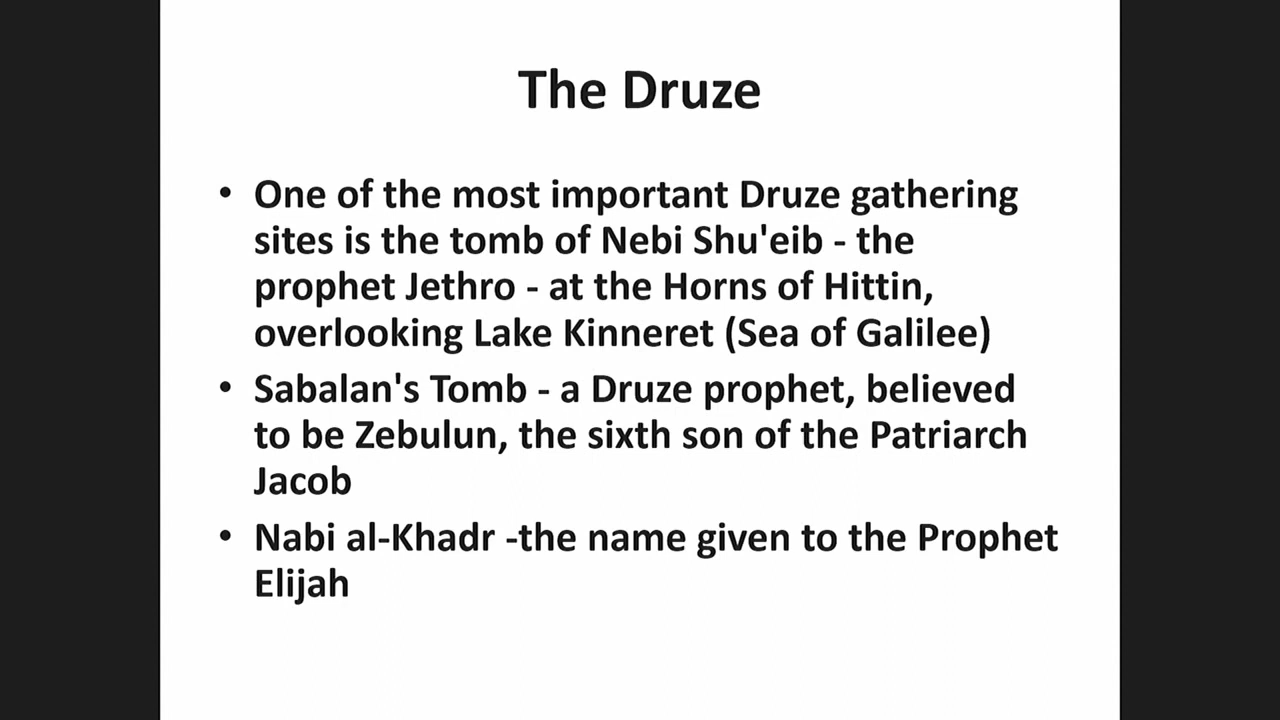 The Druze
• One of the most important Druze gathering
sites is the tomb of Nebi Shu'eib - the
prophet Jethro - at the Horns of Hittin,
overlooking Lake Kinneret (Sea of Galilee)
• Sabalan's Tomb - a Druze prophet, believed
to be Zebulun, the sixth son of the Patriarch
Jacob
• Nabi al-Khadr -the name given to the Prophet
Elijah